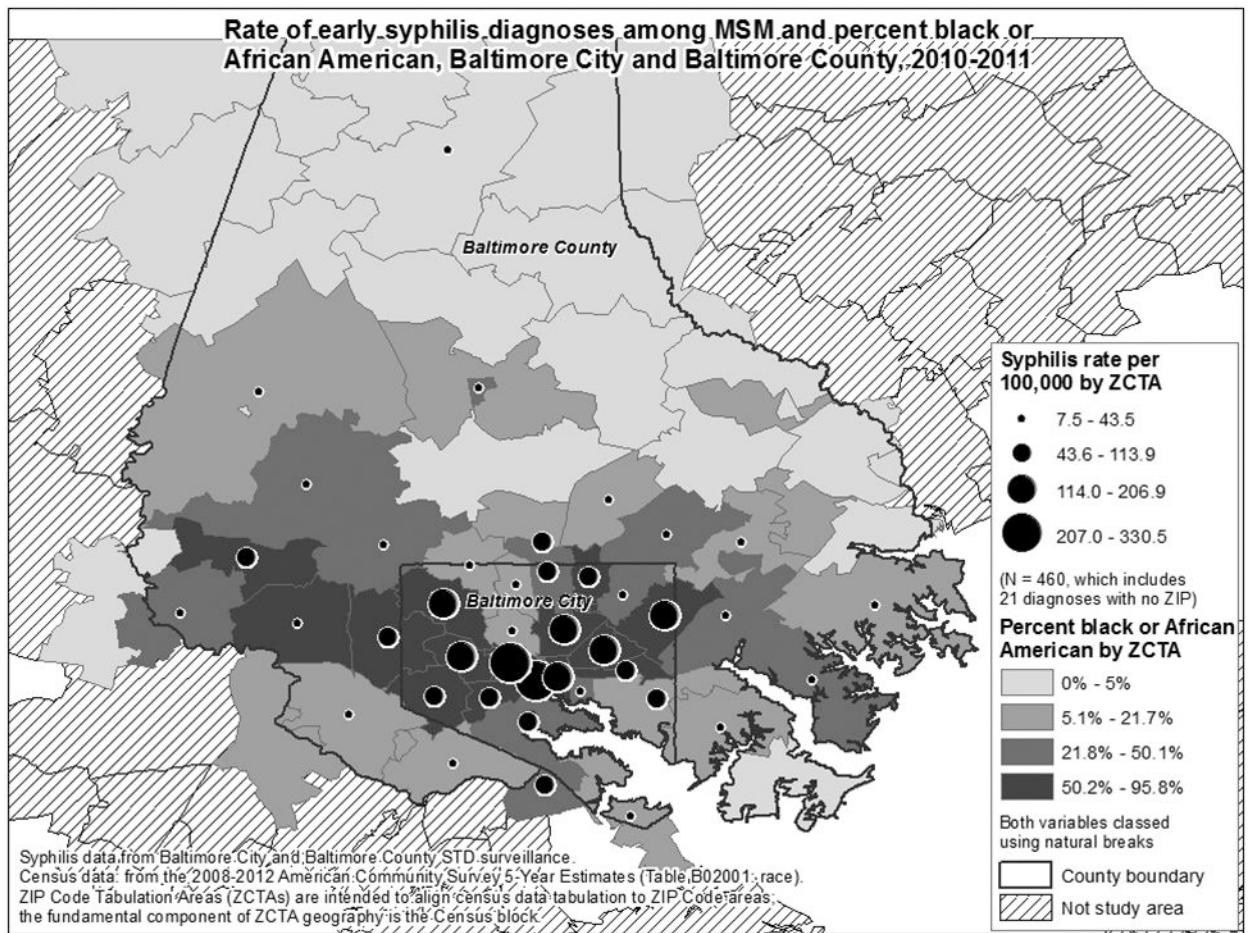 Rate of early syphilis diagnoses among MSM and percent black or
African American, Baltimore City and Baltimore County, 2010-2011
Baltimore County
Baltimore City
Syphilis rate per
100,000 by ZCTA
7.5 - 43.5
43.6 - 113.9
114.0 - 206.9
207.0 - 330.5
(N = 460, which includes
21 diagnoses with no ZIP)
Percent black or African
American by ZCTA
0% - 5%
5.1% - 21.7%
21.8% - 50.1%
50.2% - 95.8%
Both variables classed
using natural breaks
County boundary
Not study area
Syphilis data from Baltimore City and Baltimore County STD surveillance.
Census data: from the 2008-2012 American Community Survey 5-Year Estimates (Table B02001: race).
ZIP Code Tabulation Areas (ZCTAs) are intended to align census data tabulation to ZIP Code areas;
the fundamental component of ZCTA geography is the Census block.